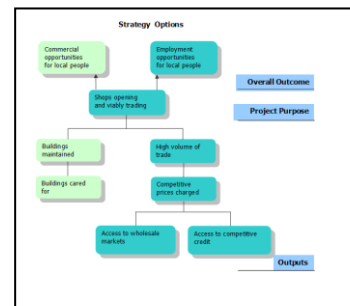 Strategy Options
Commercial
opportunities
for local people
Employment
opportunities
for local people
Overall Outcome
Shops opening
and viably trading
Project Purpose
Buildings
maintained
High volume of
trade
Buildings cared
for
Competitive
prices charged
Access to wholesale
markets
Access to competitive
credit
Outputs